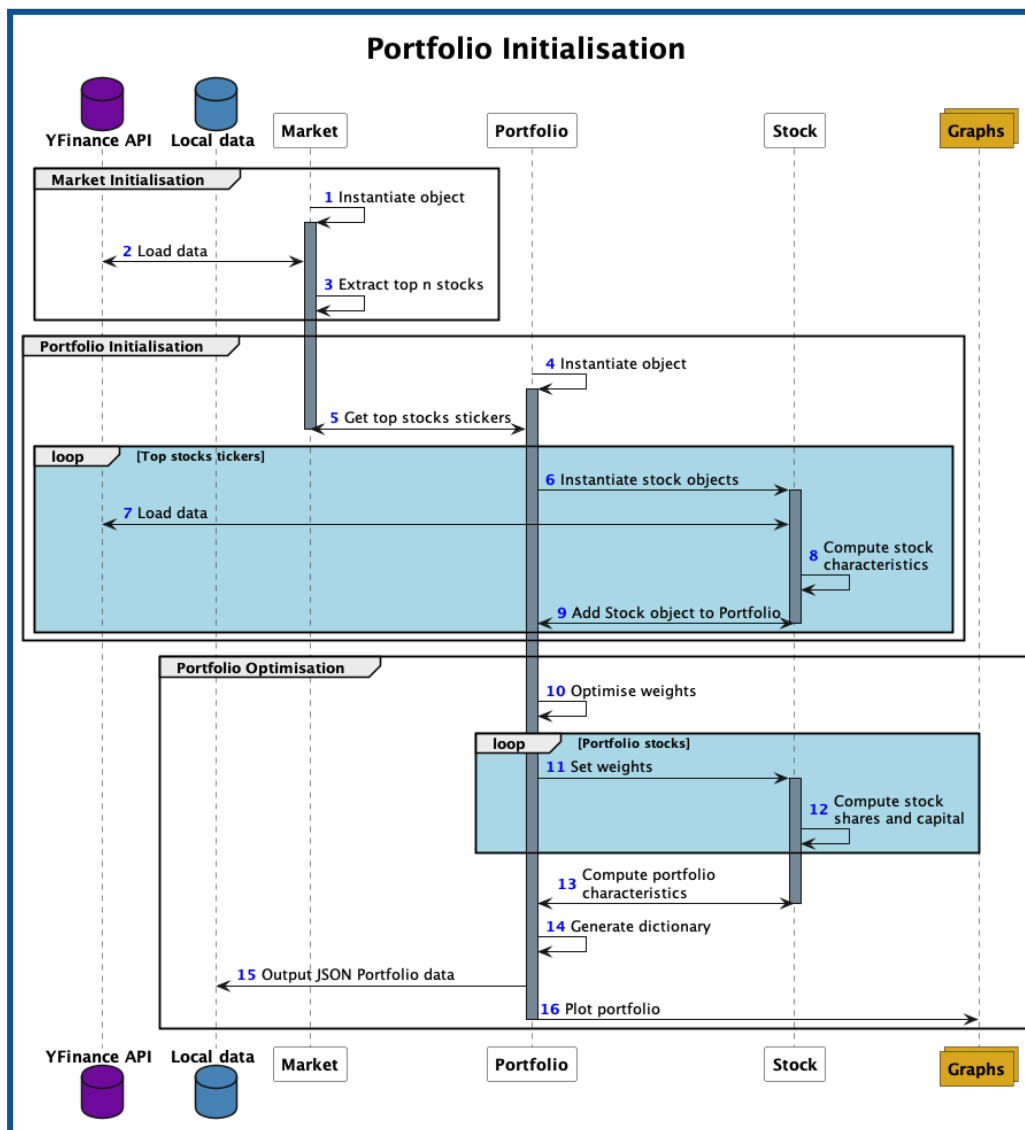 Portfolio Initialisation
YFinance API
Local data
Market
Portfolio
Stock
Graphs
Market Initialisation
1 Instantiate object
2 Load data
3 Extract top n stocks
Portfolio Initialisation
4 Instantiate object
5 Get top stocks stickers
loop [Top stocks tickers]
6 Instantiate stock objects
7 Load data
8 Compute stock
characteristics
9 Add Stock object to Portfolio
Portfolio Optimisation
10 Optimise weights
loop [Portfolio stocks]
11 Set weights
12 Compute stock
shares and capital
13 Compute portfolio
characteristics
14 Generate dictionary
15 Output JSON Portfolio data
16 Plot portfolio
YFinance API
Local data
Market
Portfolio
Stock
Graphs